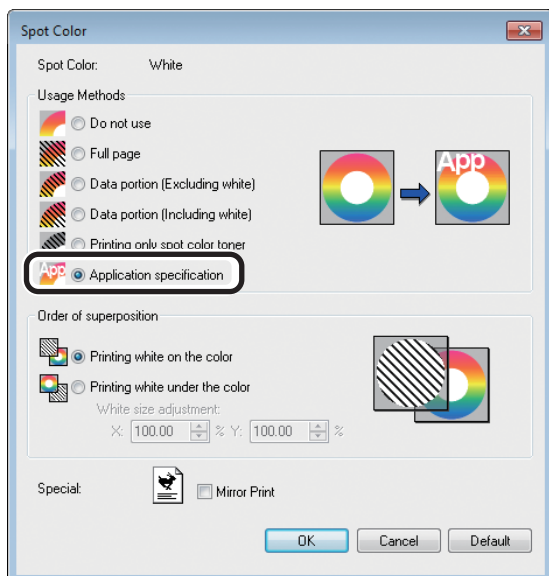 Spot Color
Spot Color: White
Usage Methods
Do not use
Full page
Data portion (Excluding white)
Data portion (Including white)
Printing only spot color toner
App Application specification
App
Order of superposition
Printing white on the color
Printing white under the color
White size adjustment:
X: 100.00 % Y: 100.00 %
Special: Mirror Print
OK Cancel Default